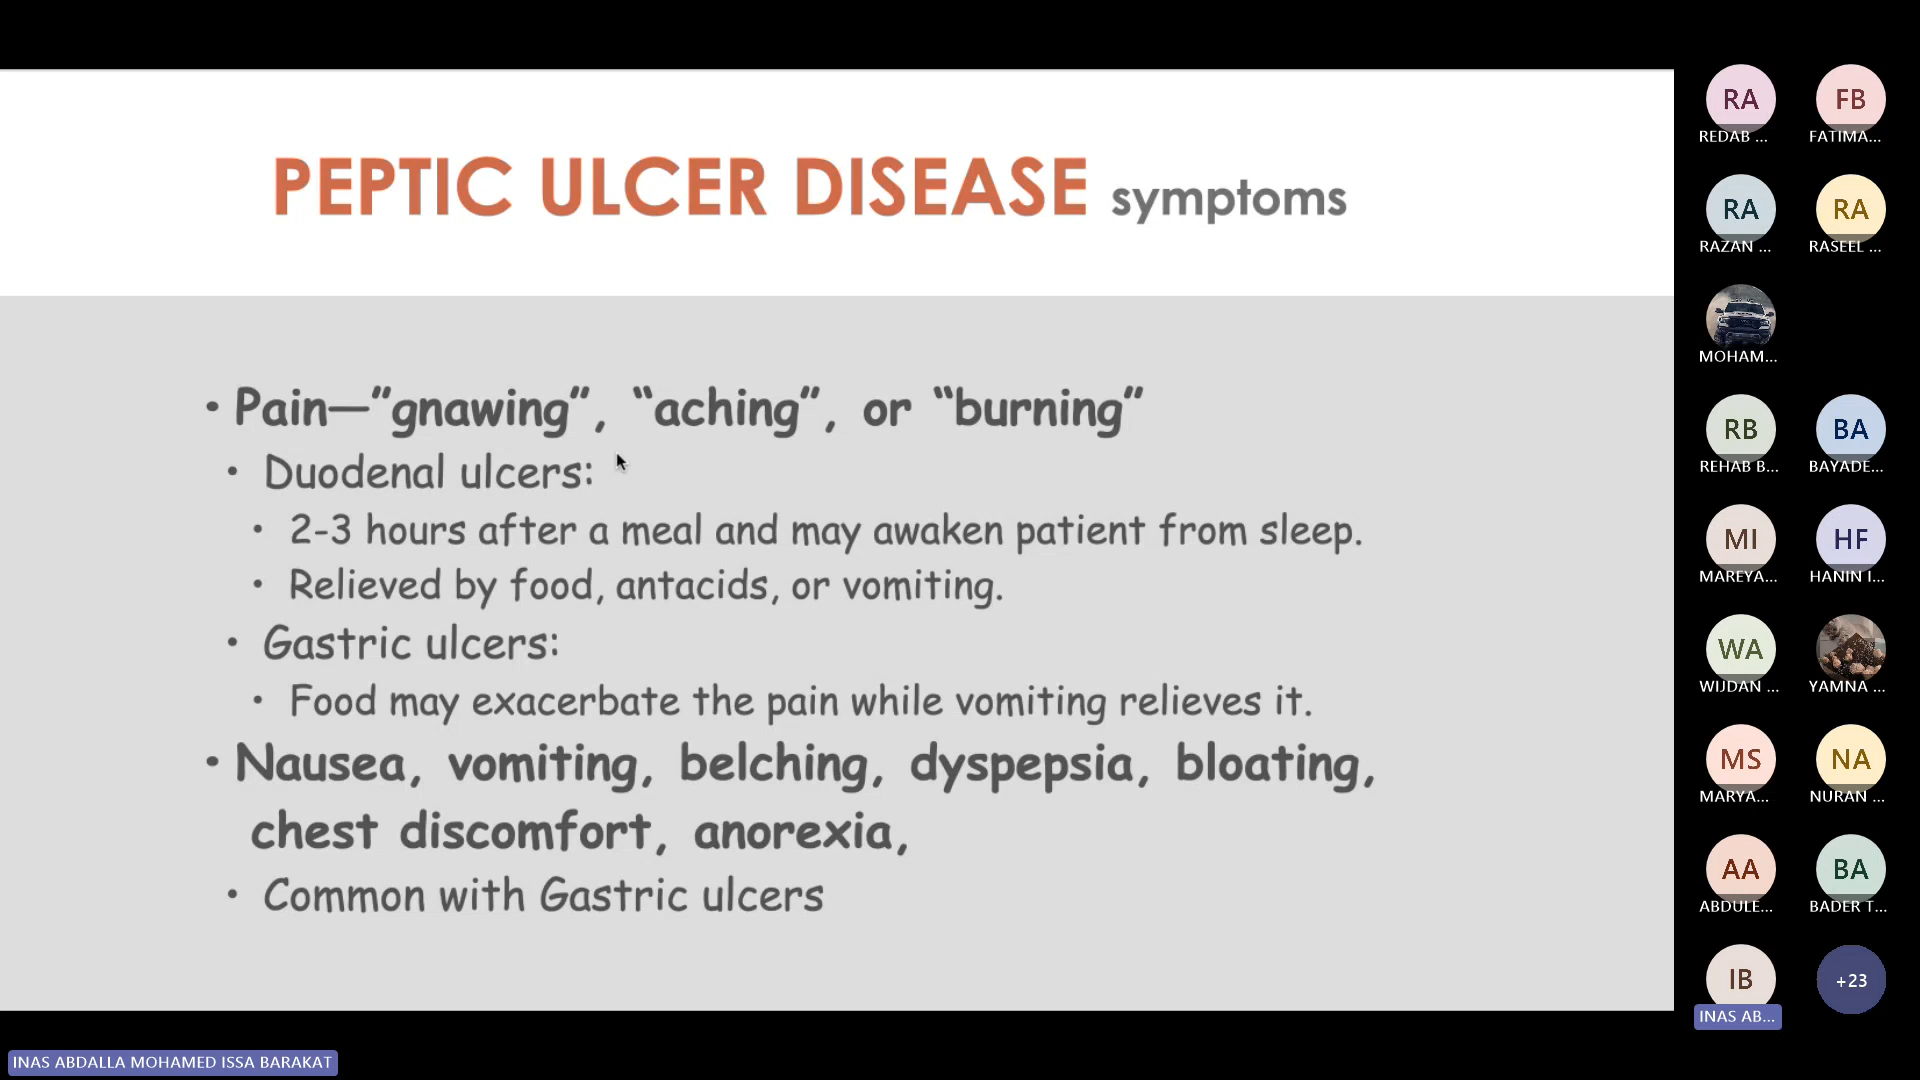 PEPTIC ULCER DISEASE symptoms
• Pain—”gnawing”, “aching”, or “burning”
• Duodenal ulcers:
• 2-3 hours after a meal and may awaken patient from sleep.
• Relieved by food, antacids, or vomiting.
• Gastric ulcers:
• Food may exacerbate the pain while vomiting relieves it.
• Nausea, vomiting, belching, dyspepsia, bloating,
chest discomfort, anorexia,
• Common with Gastric ulcers
RA
REDAB ...
FB
FATIMA...
RA
RAZAN ...
RA
RASEEL ...
MOHAM...
RB
REHAB B...
BA
BAYADE...
MI
MAREYA...
HF
HANIN I...
WA
WIJDAN ...
YAMNA ...
MS
MARYA...
NA
NURAN ...
AA
ABDULE...
BA
BADER T...
IB
INAS AB...
+23
INAS ABDALLA MOHAMED ISSA BARAKAT